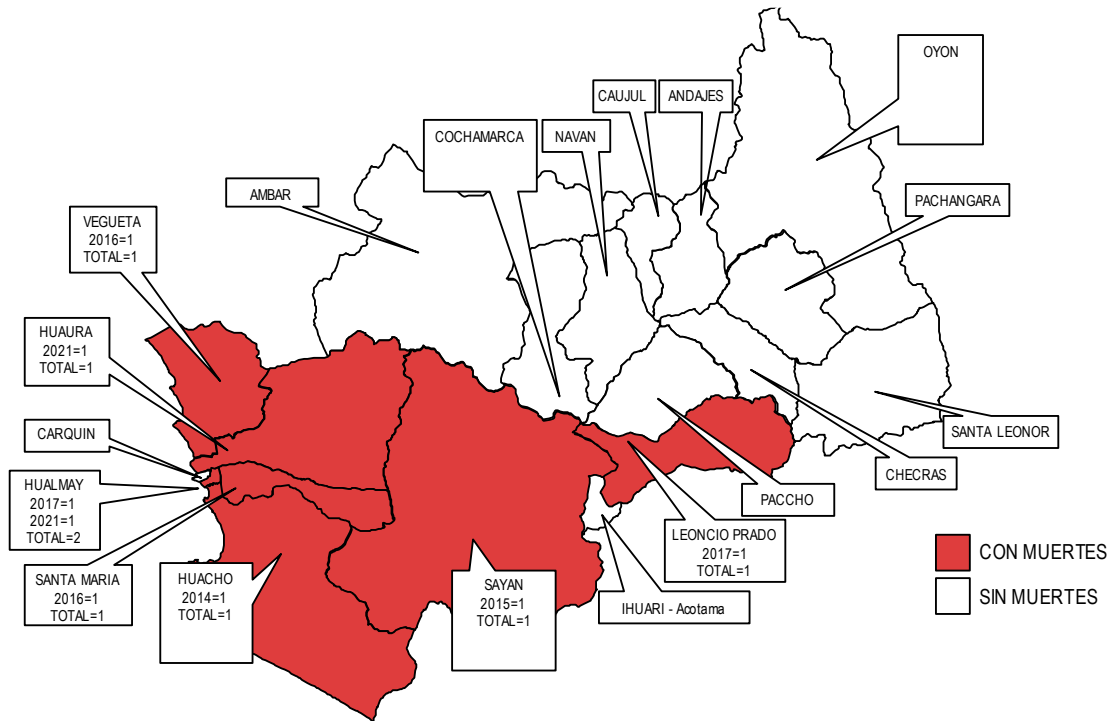 OYON
CAUJUL
ANDAJES
COCHAMARCA
NAVAN
AMBAR
PACHANGARA
VEGUETA
2016=1
TOTAL=1
HUAURA
2021=1
TOTAL=1
CARQUIN
HUALMAY
2017=1
2021=1
TOTAL=2
SANTA MARIA
2016=1
TOTAL=1
HUACHO
2014=1
TOTAL=1
SAYAN
2015=1
TOTAL=1
LEONCIO PRADO
2017=1
TOTAL=1
IHUARI - Acotama
PACCHO
CHECRAS
SANTA LEONOR
CON MUERTES
SIN MUERTES